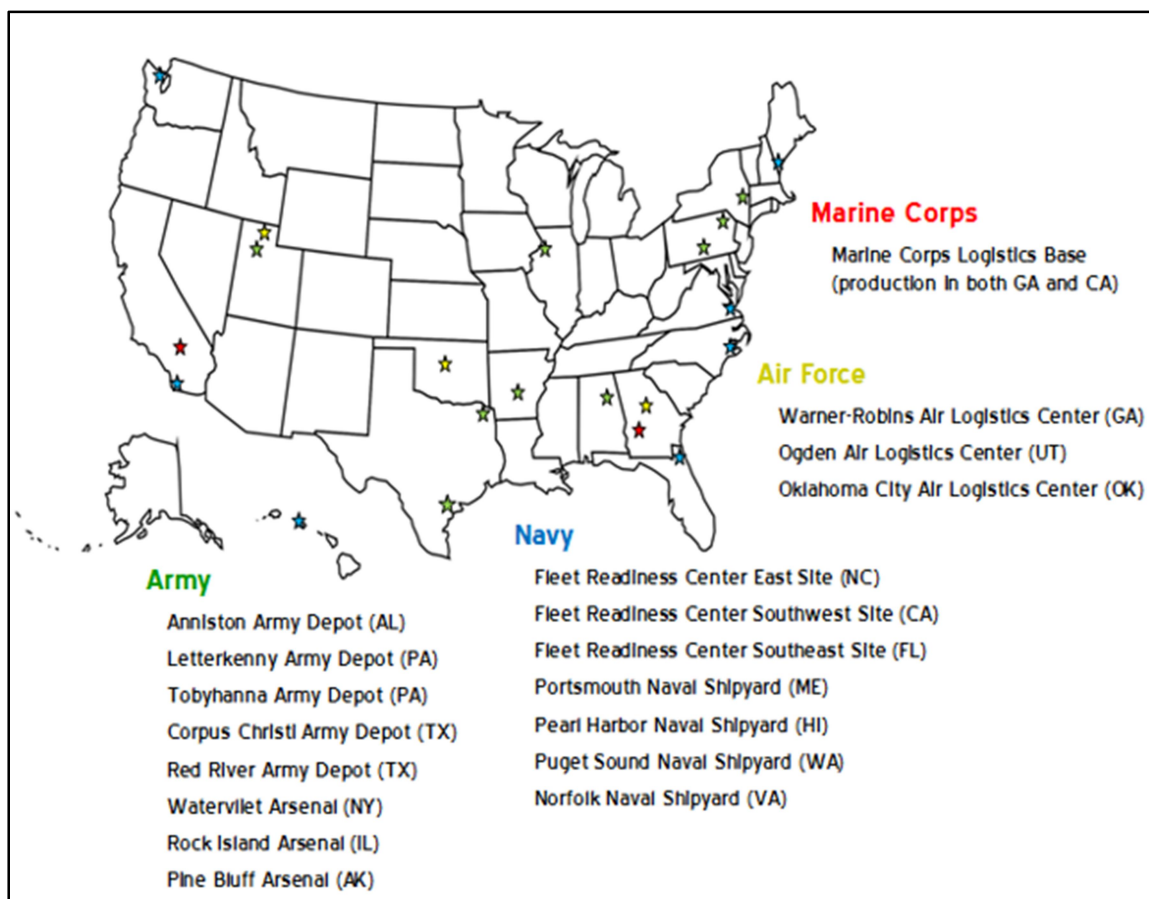 Marine Corps
Marine Corps Logistics Base
(production in both GA and CA)
Air Force
Warner-Robins Air Logistics Center (GA)
Ogden Air Logistics Center (UT)
Oklahoma City Air Logistics Center (OK)
Navy
Fleet Readiness Center East Site (NC)
Fleet Readiness Center Southwest Site (CA)
Fleet Readiness Center Southeast Site (FL)
Portsmouth Naval Shipyard (ME)
Pearl Harbor Naval Shipyard (HI)
Puget Sound Naval Shipyard (WA)
Norfolk Naval Shipyard (VA)
Army
Anniston Army Depot (AL)
Letterkenny Army Depot (PA)
Tobyhanna Army Depot (PA)
Corpus Christi Army Depot (TX)
Red River Army Depot (TX)
Watervliet Arsenal (NY)
Rock Island Arsenal (IL)
Pine Bluff Arsenal (AK)